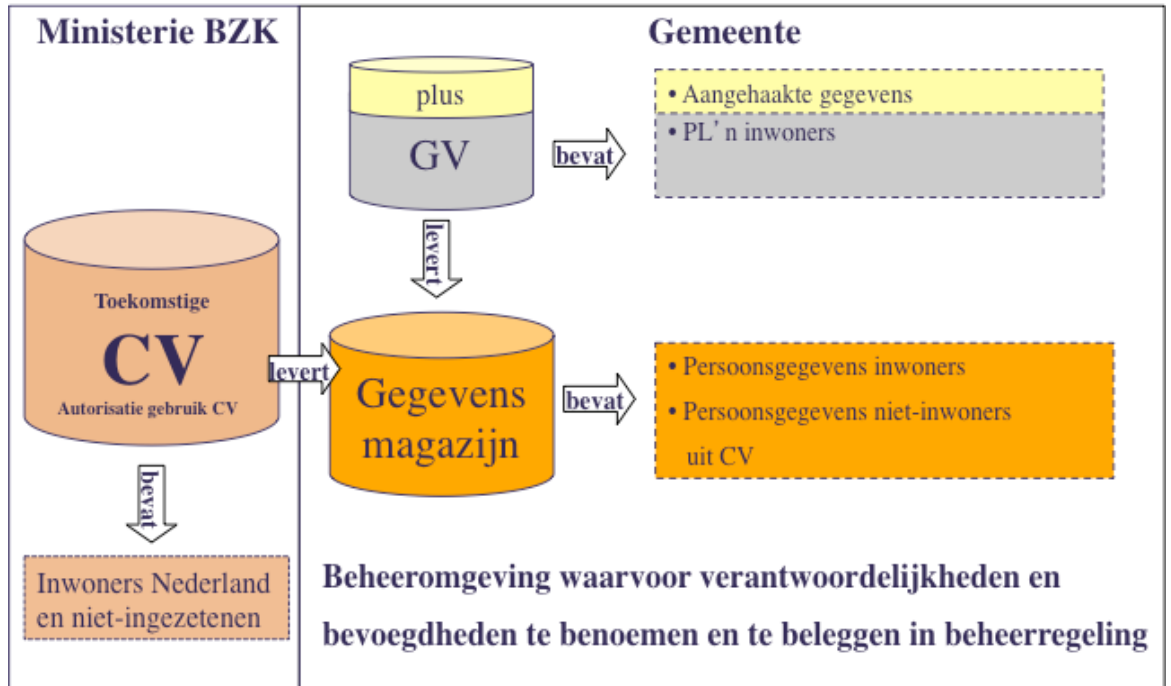 Ministerie BZK
Gemeente
plus
GV
bevat
• Aangehaakte gegevens
• PL’n inwoners
levert
Toekomstige
CV
Autorisatie gebruik CV
levert
Gegevens
magazijn
bevat
• Persoonsgegevens inwoners
• Persoonsgegevens niet-inwoners
uit CV
bevat
Inwoners Nederland
en niet-ingezetenen
Beheeromgeving waarvoor verantwoordelijkheden en
bevoegdheden te benoemen en te beleggen in beheerregeling